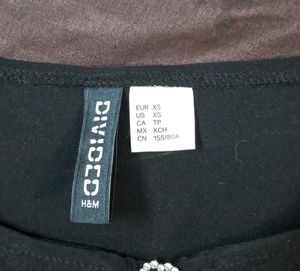 DIVIDED
H&M
EUR XS
US XS
CA TP
MX XCH
CN 155/80A